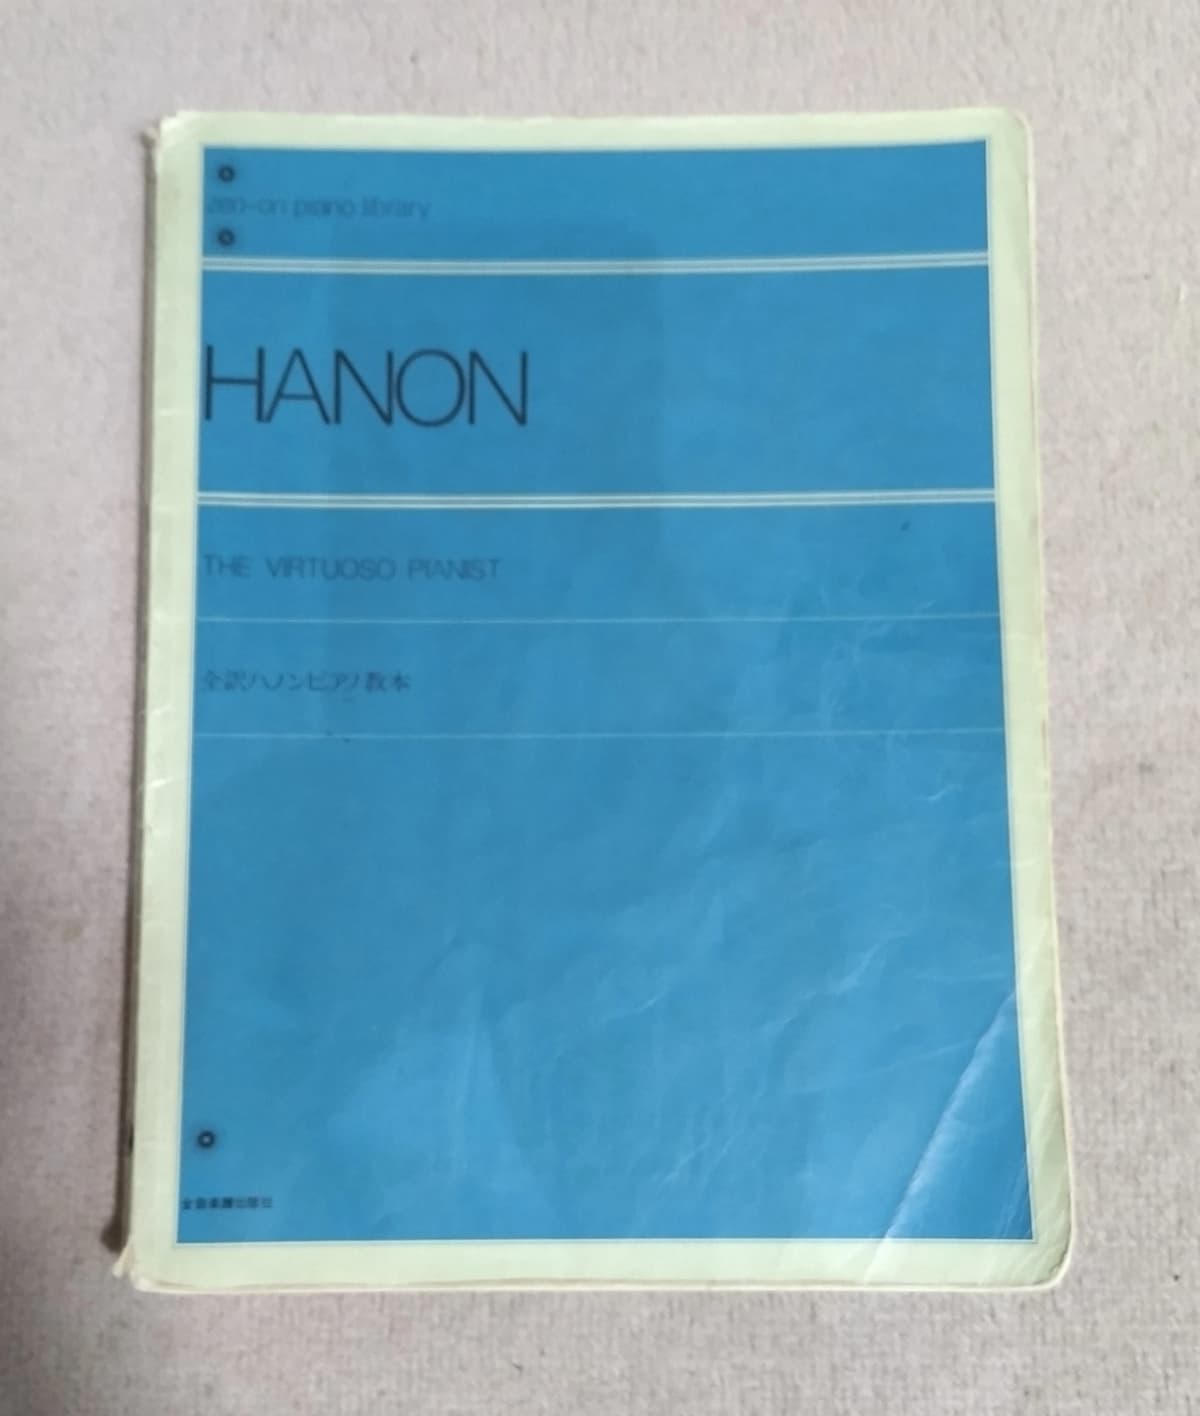 zen-on piano library
HANON
THE VIRTUOSO PIANIST
全訳ハノンピアノ教本
全音楽譜出版社